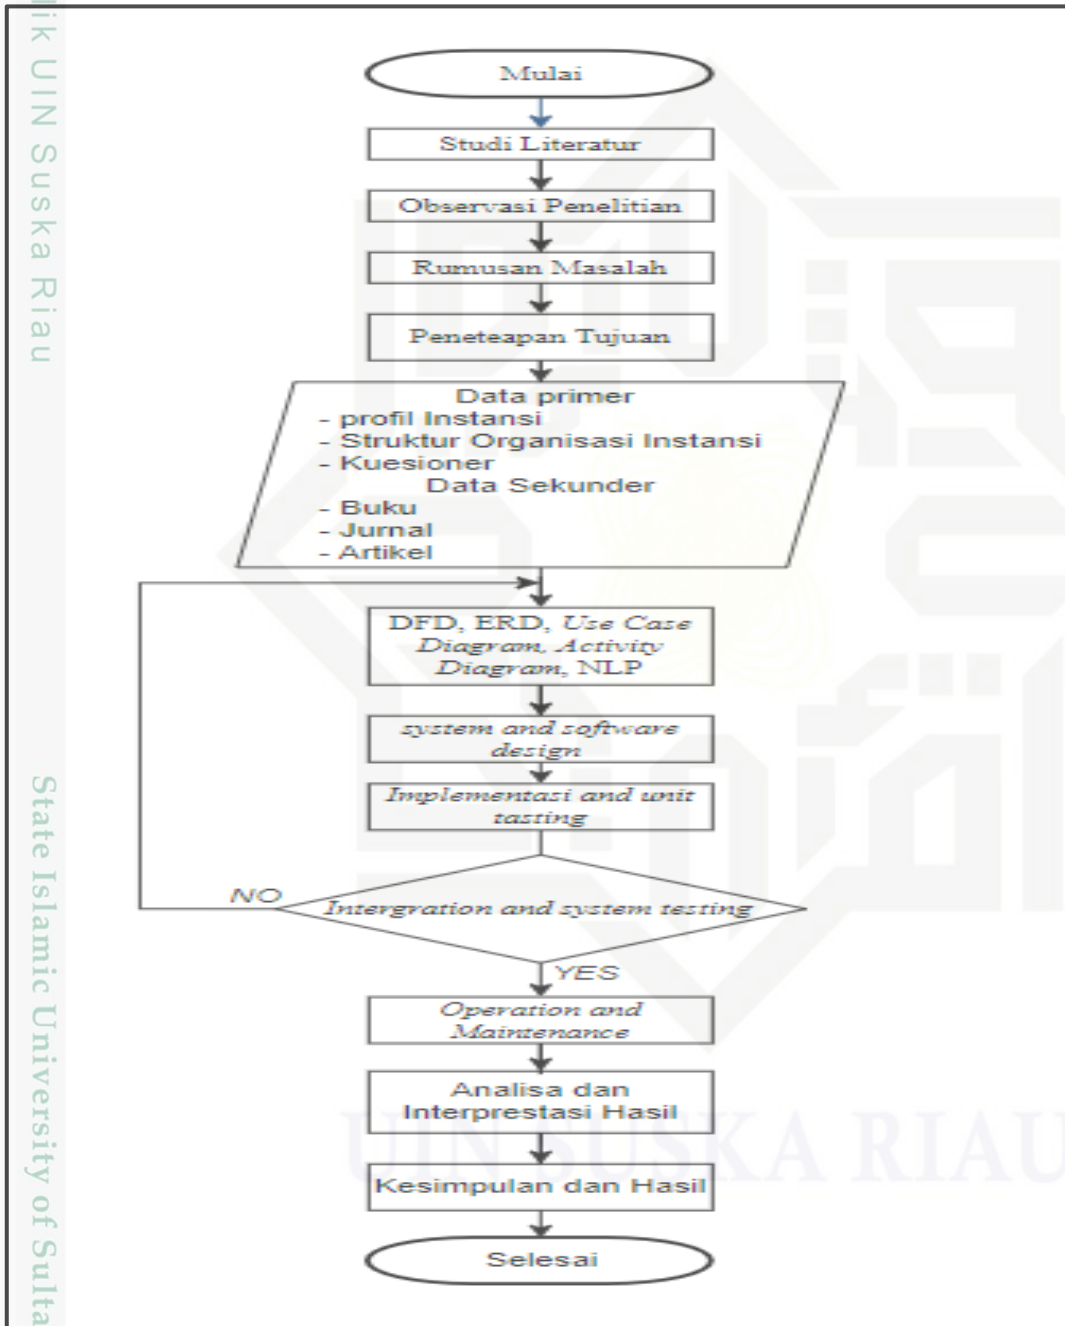 lik UIN Suska Riau
State Islamic University of Sulta
Mulai
Studi Literatur
Observasi Penelitian
Rumusan Masalah
Peneteapan Tujuan
Data primer
- profil Instansi
- Struktur Organisasi Instansi
- Kuesioner
Data Sekunder
- Buku
- Jurnal
- Artikel
DFD, ERD, Use Case
Diagram, Activity
Diagram, NLP
system and software
design
Implementasi and unit
tasting
NO
Intergration and system testing
YES
Operation and
Maintenance
Analisa dan
Interprestasi Hasil
UIN SUSKA RIAU
Kesimpulan dan Hasil
Selesai